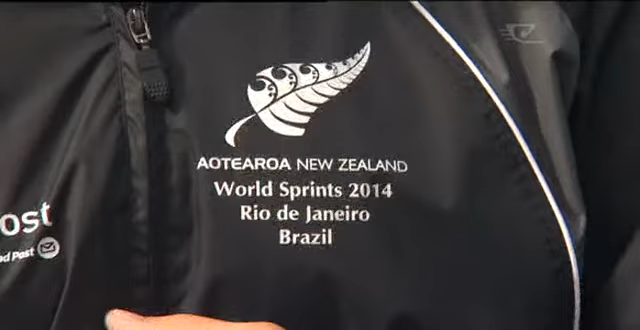 AOTEAROA NEW ZEALAND
World Sprints 2014
Rio de Janeiro
Brazil
ost
d Post